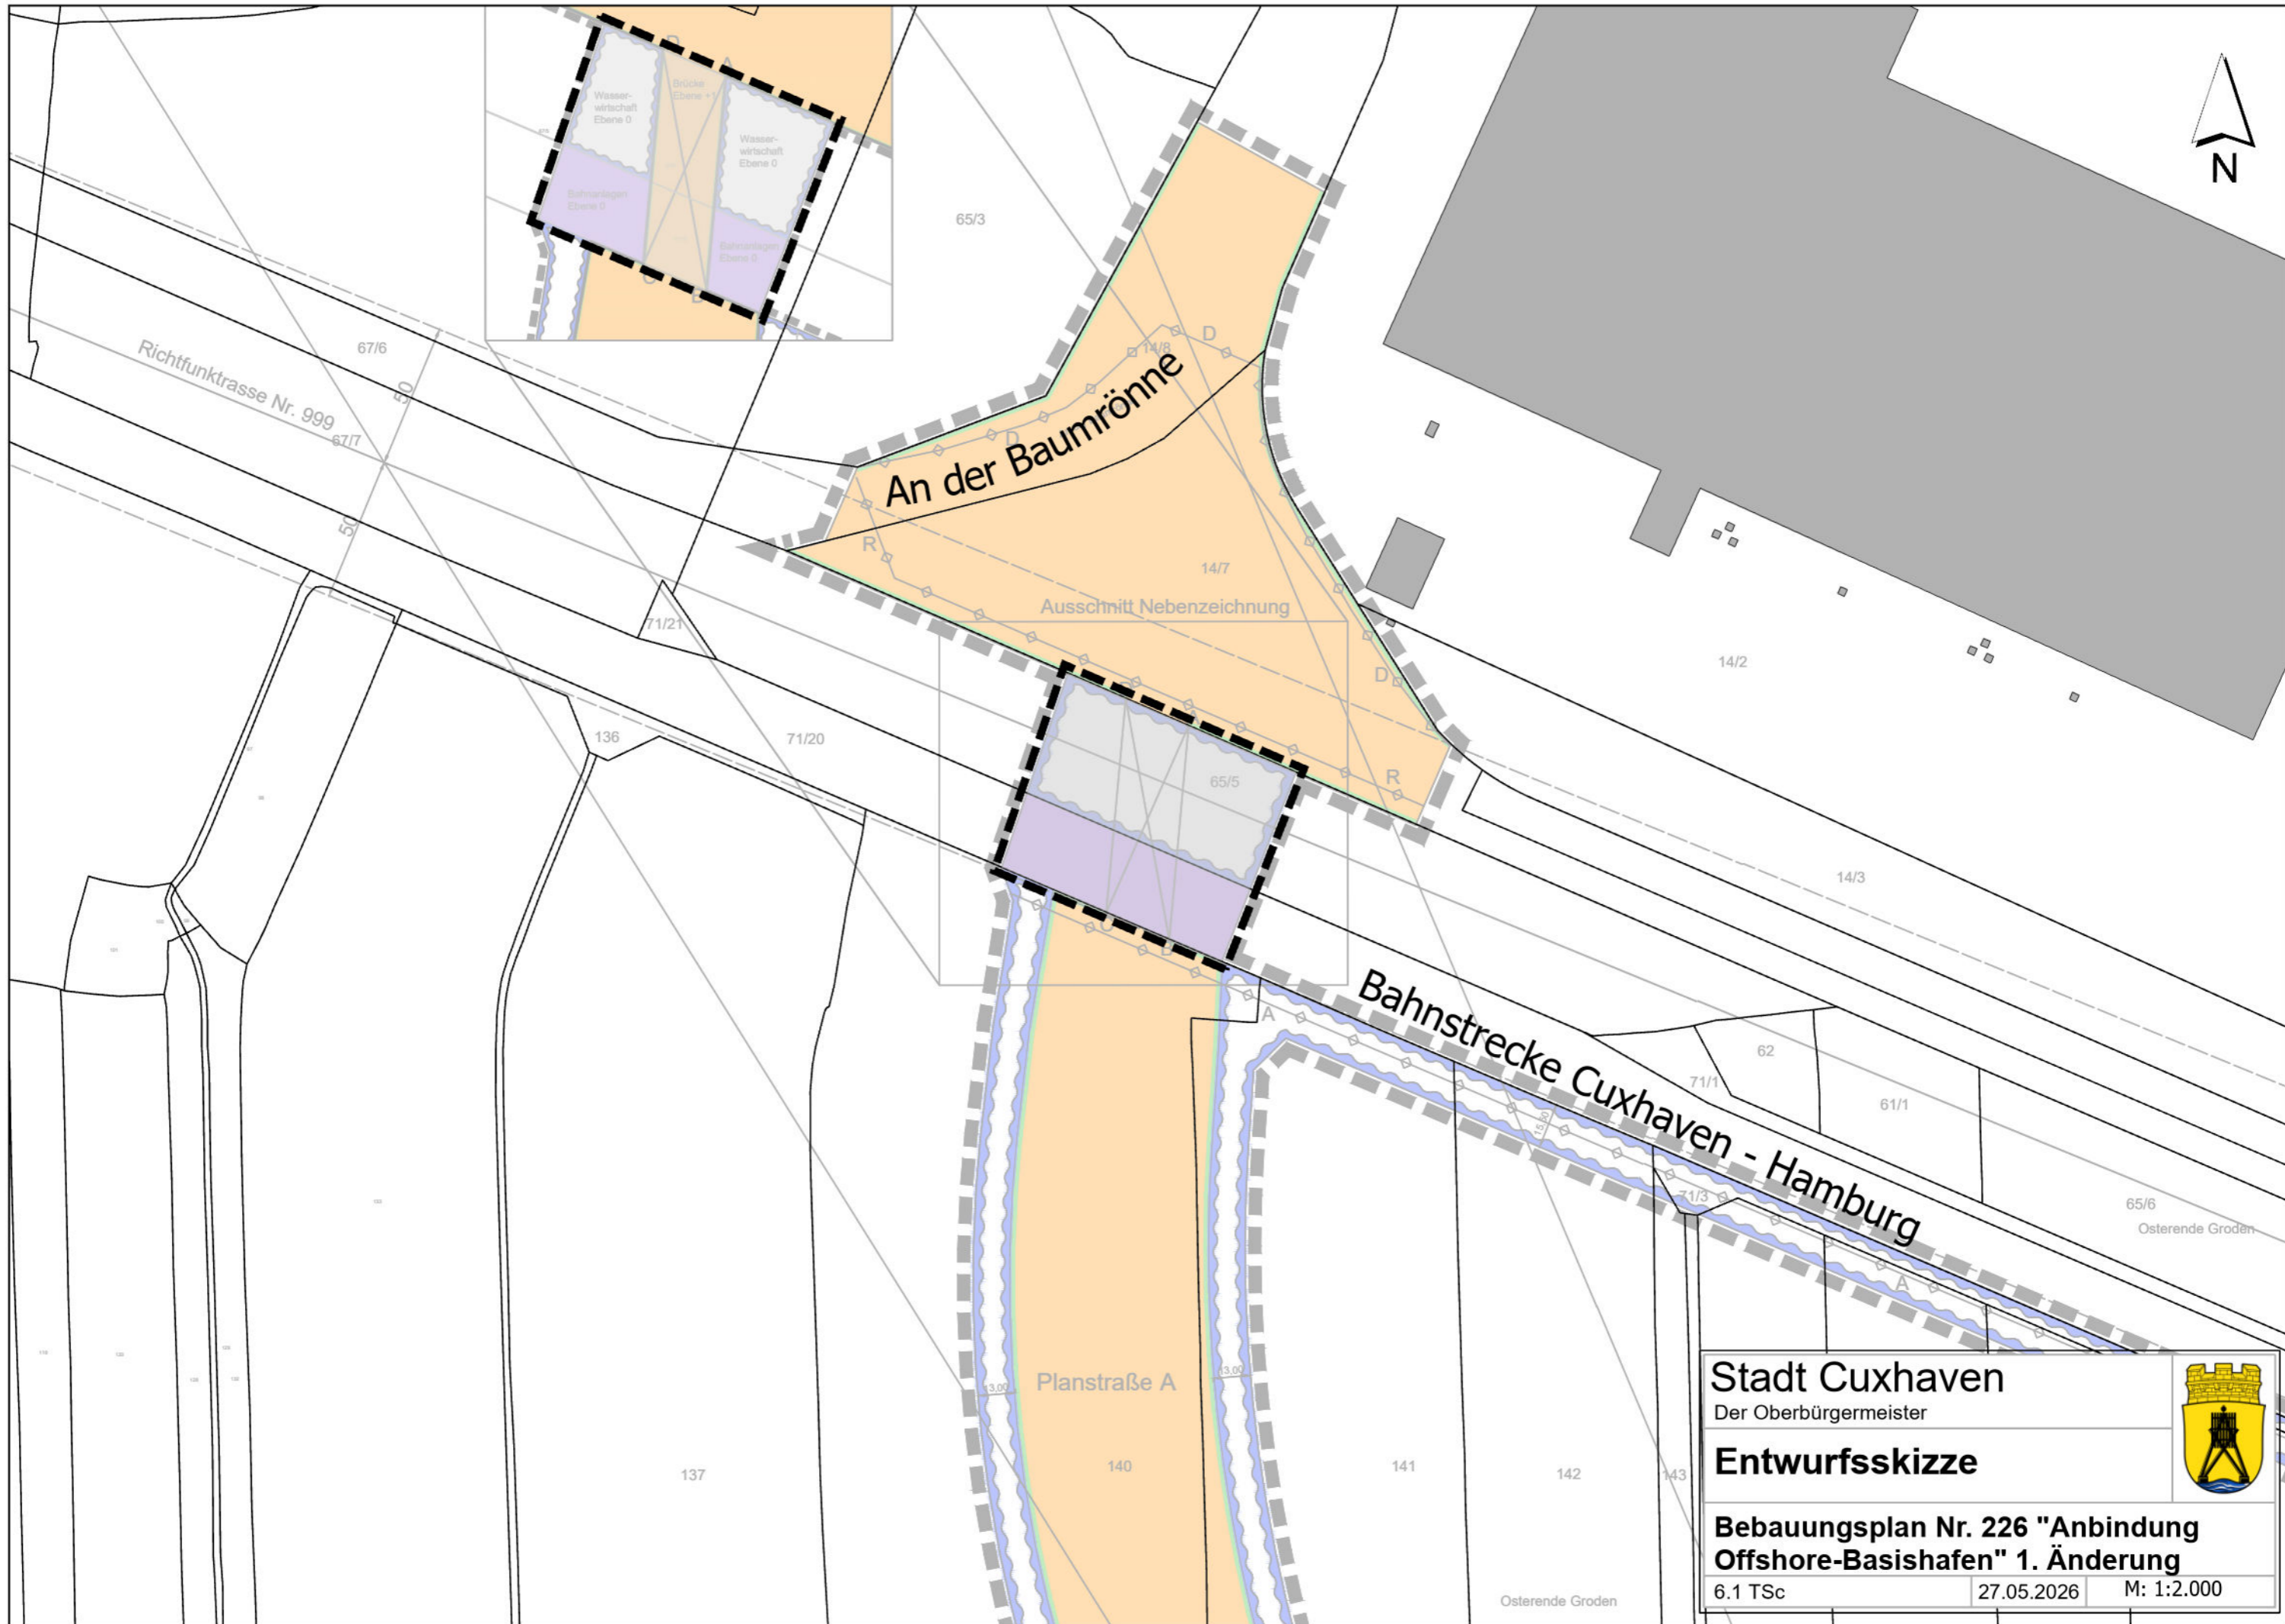 D
A
Brücke
Ebene +1
Wasser-
wirtschaft
Ebene 0
Wasser-
wirtschaft
Ebene 0
Bahnanlagen
Ebene 0
Bahnanlagen
Ebene 0
C
B
N
65/3
67/6
Richtfunktrasse Nr. 999
50
67/7
50
D
14/8
An der Baumrönne
D
R
14/7
Ausschnitt Nebenzeichnung
71/21
14/2
D
136
71/20
A
65/5
R
14/3
C
B
A
Bahnstrecke Cuxhaven - Hamburg
62
71/1
61/1
15,00
71/3
65/6
Osterende Groden
A
Planstraße A
13,00
13,00
137
140
141
142
143
Osterende Groden
Stadt Cuxhaven
Der Oberbürgermeister
Entwurfsskizze
Bebauungsplan Nr. 226 "Anbindung
Offshore-Basishafen" 1. Änderung
6.1 TSc
27.05.2026
M: 1:2.000